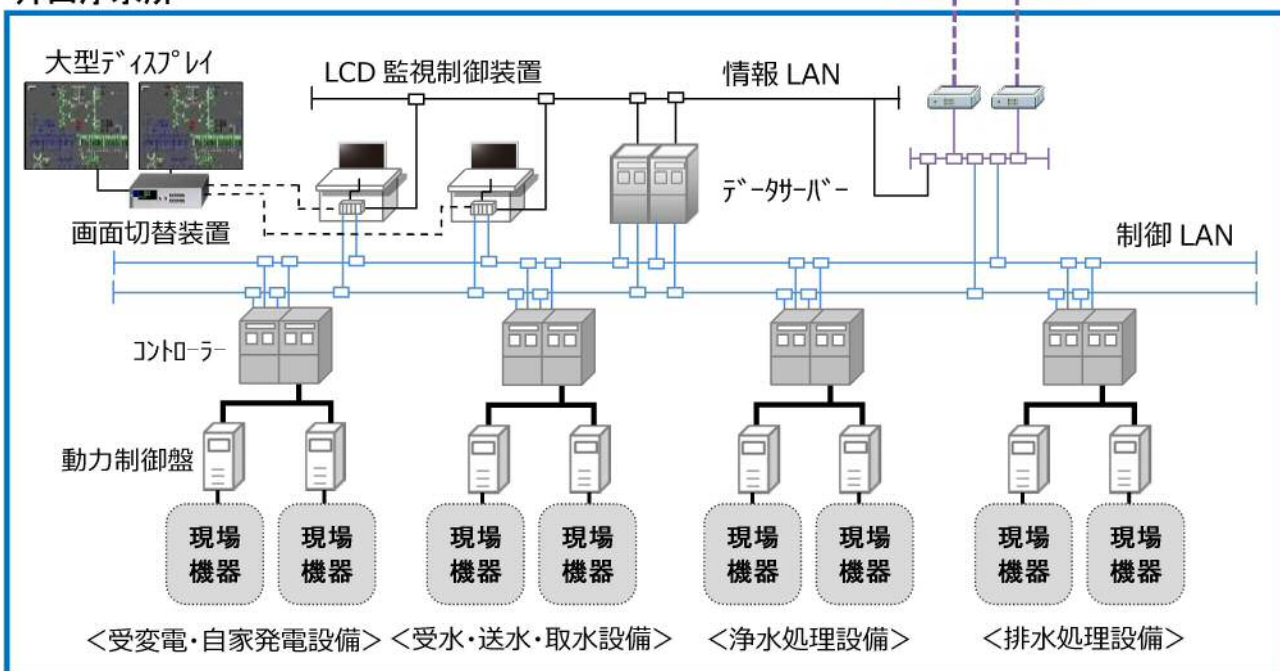 大型ディスプレイ
LCD 監視制御装置
情報 LAN
データサーバー
画面切替装置
制御 LAN
コントローラー
動力制御盤
現場
機器
現場
機器
現場
機器
現場
機器
現場
機器
現場
機器
現場
機器
現場
機器
<受変電・自家発電設備>
<受水・送水・取水設備>
<浄水処理設備>
<排水処理設備>